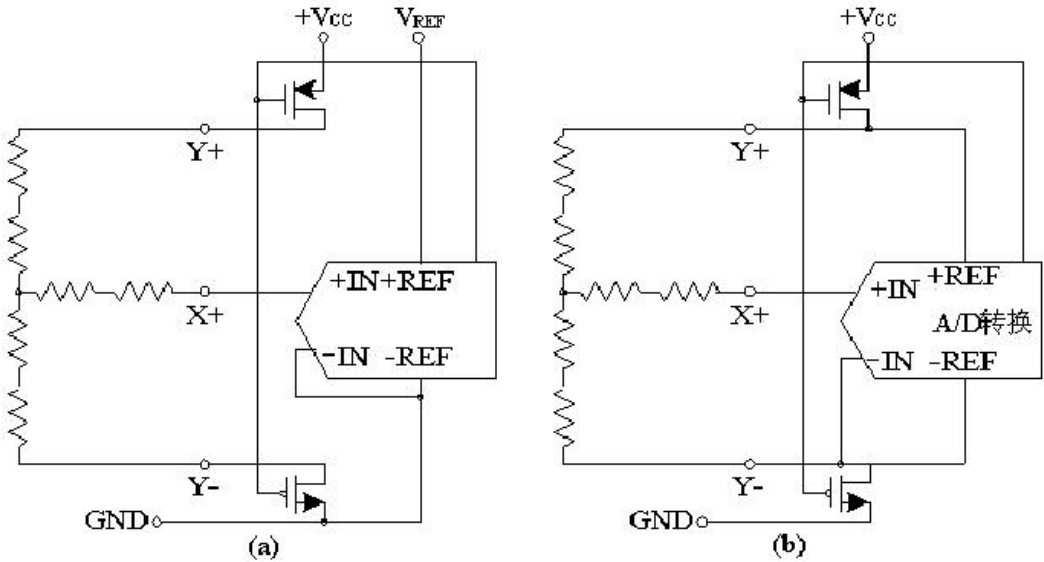 +VCC
VREF
Y+
X+
+IN+REF
-IN -REF
Y-
GND
(a)
+VCC
Y+
X+
+IN
+REF
A/D转换
-IN -REF
Y-
GND
(b)